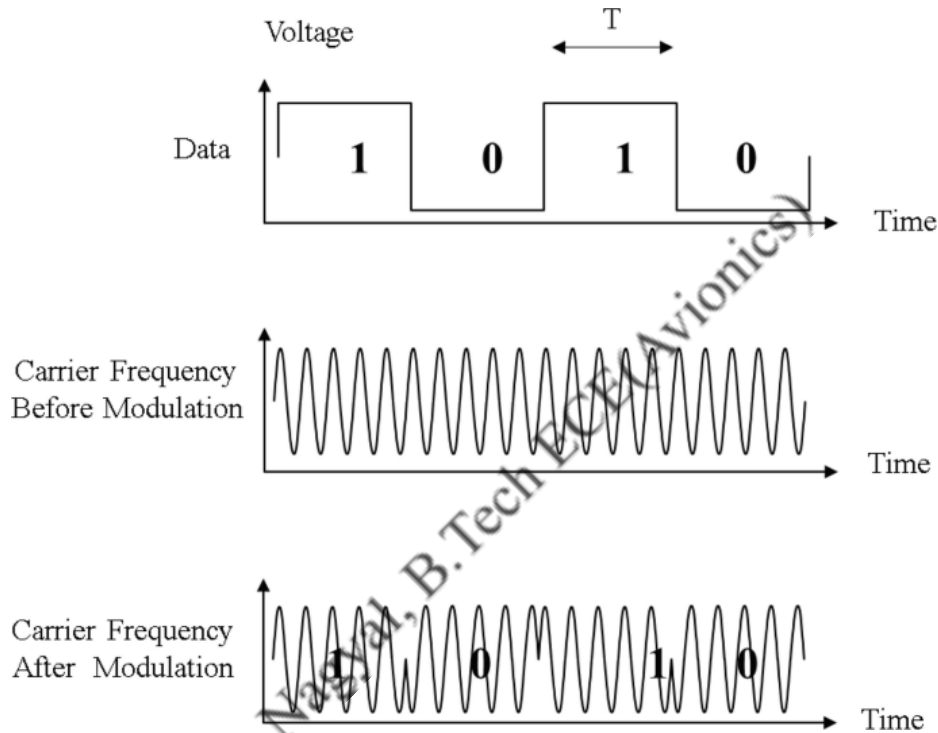 T
Voltage
Data
1 0 1 0
Time
Carrier Frequency
Before Modulation
Time
Carrier Frequency
After Modulation
1 0 1 0
Time
Nagyal, B.Tech ECE(Avionics)